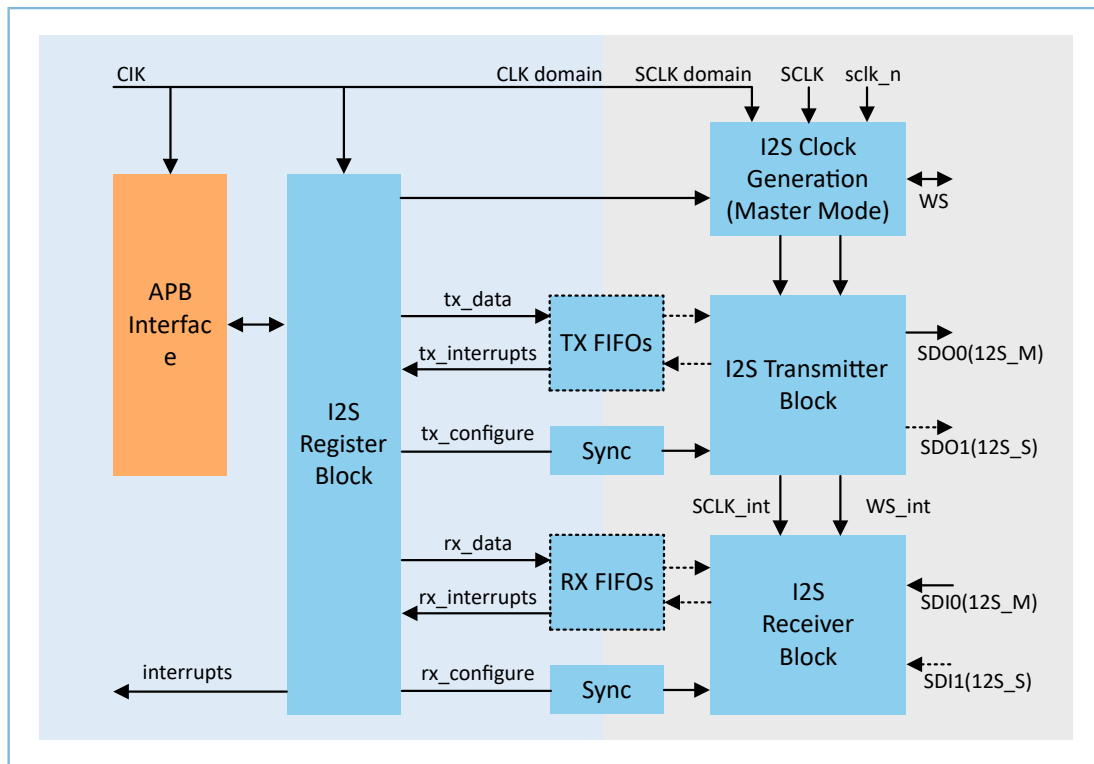 CIK
CLK domain
SCLK domain
SCLK
sclk_n
I2S Clock
Generation
(Master Mode)
WS
APB
Interfac
e
I2S
Register
Block
tx_data
tx_interrupts
TX FIFOs
tx_configure
Sync
I2S Transmitter
Block
SDO0(12S_M)
SDO1(12S_S)
SCLK_int
WS_int
rx_data
rx_interrupts
RX FIFOs
rx_configure
Sync
I2S
Receiver
Block
SDI0(12S_M)
SDI1(12S_S)
interrupts